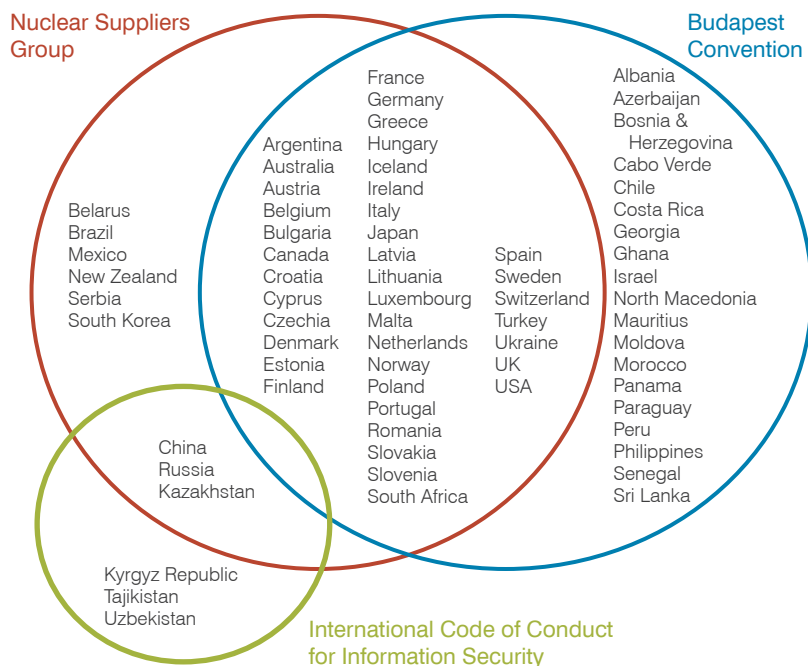 Nuclear Suppliers
Group
Budapest
Convention
Belarus
Brazil
Mexico
New Zealand
Serbia
South Korea
Argentina
Australia
Austria
Belgium
Bulgaria
Canada
Croatia
Cyprus
Czechia
Denmark
Estonia
Finland
France
Germany
Greece
Hungary
Iceland
Ireland
Italy
Japan
Latvia
Lithuania
Luxembourg
Malta
Netherlands
Norway
Poland
Portugal
Romania
Slovakia
Slovenia
South Africa
Spain
Sweden
Switzerland
Turkey
Ukraine
UK
USA
Albania
Azerbaijan
Bosnia &
Herzegovina
Cabo Verde
Chile
Costa Rica
Georgia
Ghana
Israel
North Macedonia
Mauritius
Moldova
Morocco
Panama
Paraguay
Peru
Philippines
Senegal
Sri Lanka
China
Russia
Kazakhstan
Kyrgyz Republic
Tajikistan
Uzbekistan
International Code of Conduct
for Information Security